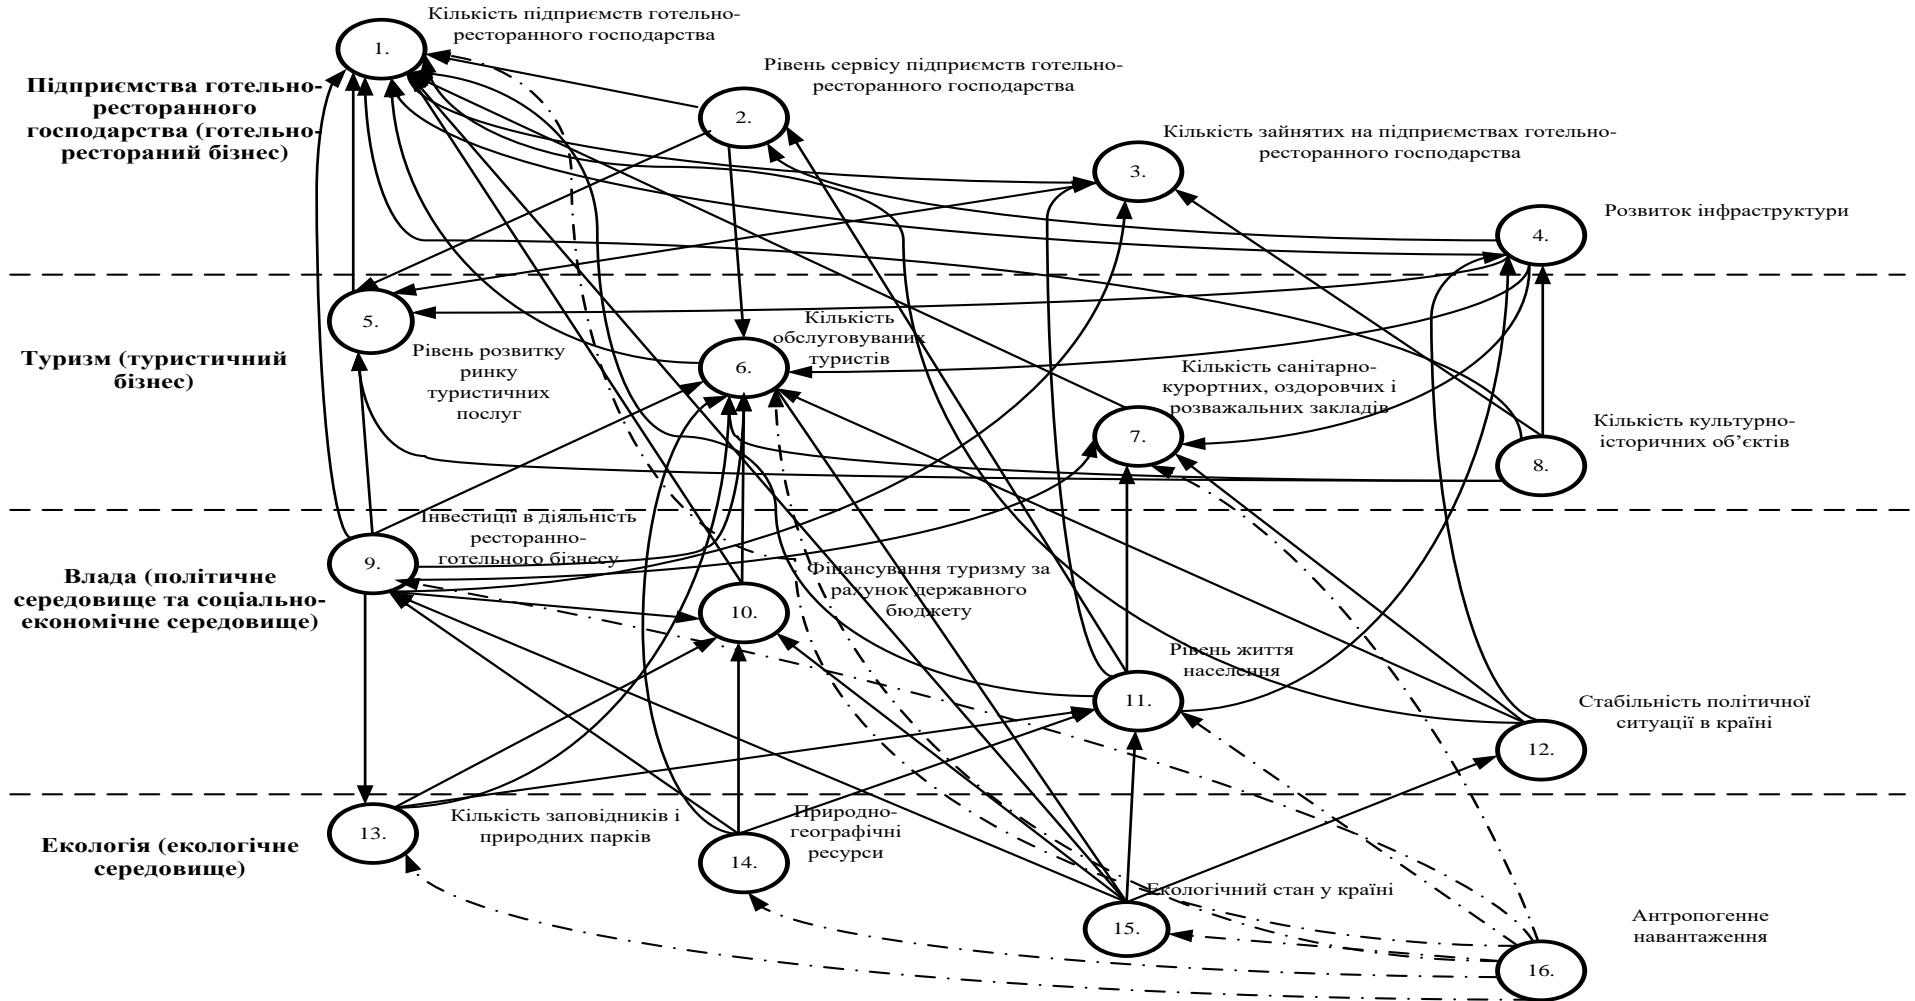 Кількість підприємств готельно-
ресторанного господарства
1.
Підприємства готельно-
ресторанного
господарства (готельно-
рестораний бізнес)
Рівень сервісу підприємств готельно-
ресторанного господарства
2.
Кількість зайнятих на підприємствах готельно-
ресторанного господарства
3.
Розвиток інфраструктури
4.
Туризм (туристичний
бізнес)
5.
Рівень розвитку
ринку
туристичних
послуг
Кількість
обслуговуваних
туристів
6.
Кількість санітарно-
курортних, оздоровчих і
розважальних закладів
7.
Кількість культурно-
історичних об’єктів
8.
Влада (політичне
середовище та соціально-
економічне середовище)
Інвестиції в діяльність
ресторанно-
готельного бізнесу
9.
Фінансування туризму за
рахунок державного
бюджету
10.
Рівень життя
населення
11.
Стабільність політичної
ситуації в країні
12.
Екологія (екологічне
середовище)
13.
Кількість заповідників і
природних парків
14.
Природно-
географічні
ресурси
Екологічний стан у країні
15.
Антропогенне
навантаження
16.